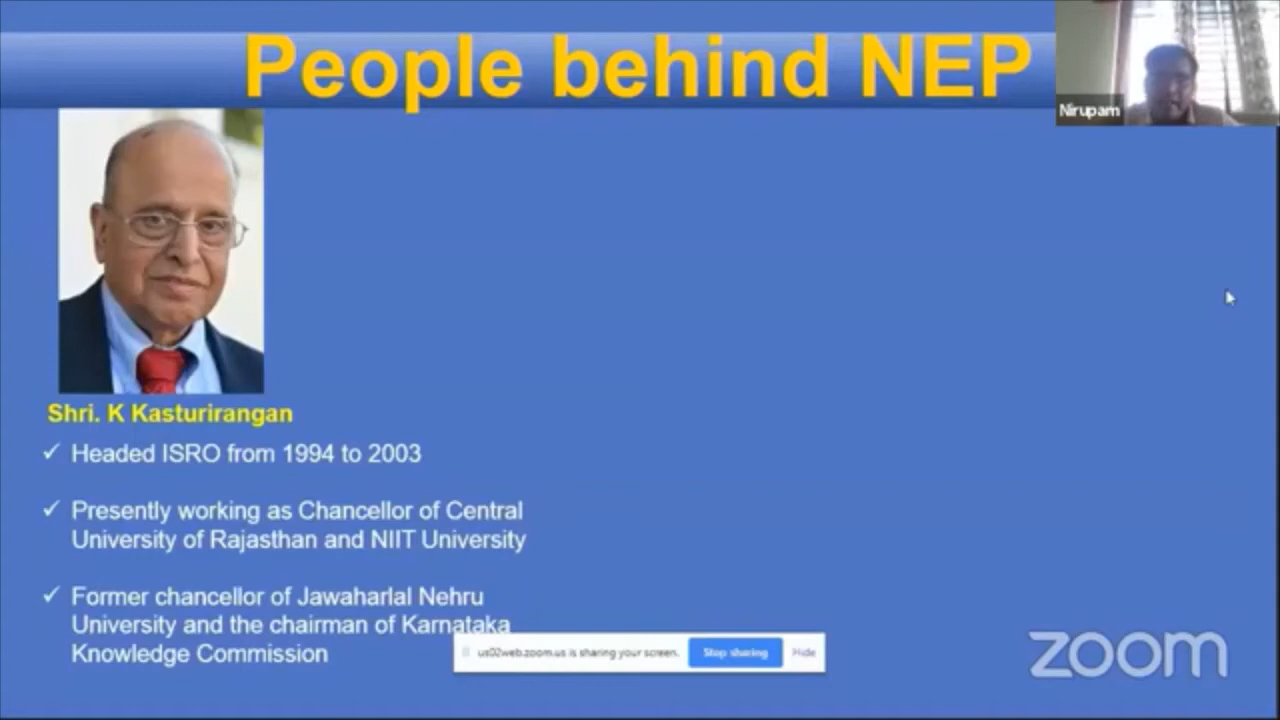 People behind NEP
Nirupam
Shri. K Kasturirangan
✓ Headed ISRO from 1994 to 2003
✓ Presently working as Chancellor of Central
University of Rajasthan and NIIT University
✓ Former chancellor of Jawaharlal Nehru
University and the chairman of Karnataka
Knowledge Commission
us02web.zoom.us is sharing your screen. Stop sharing Hide
zoom